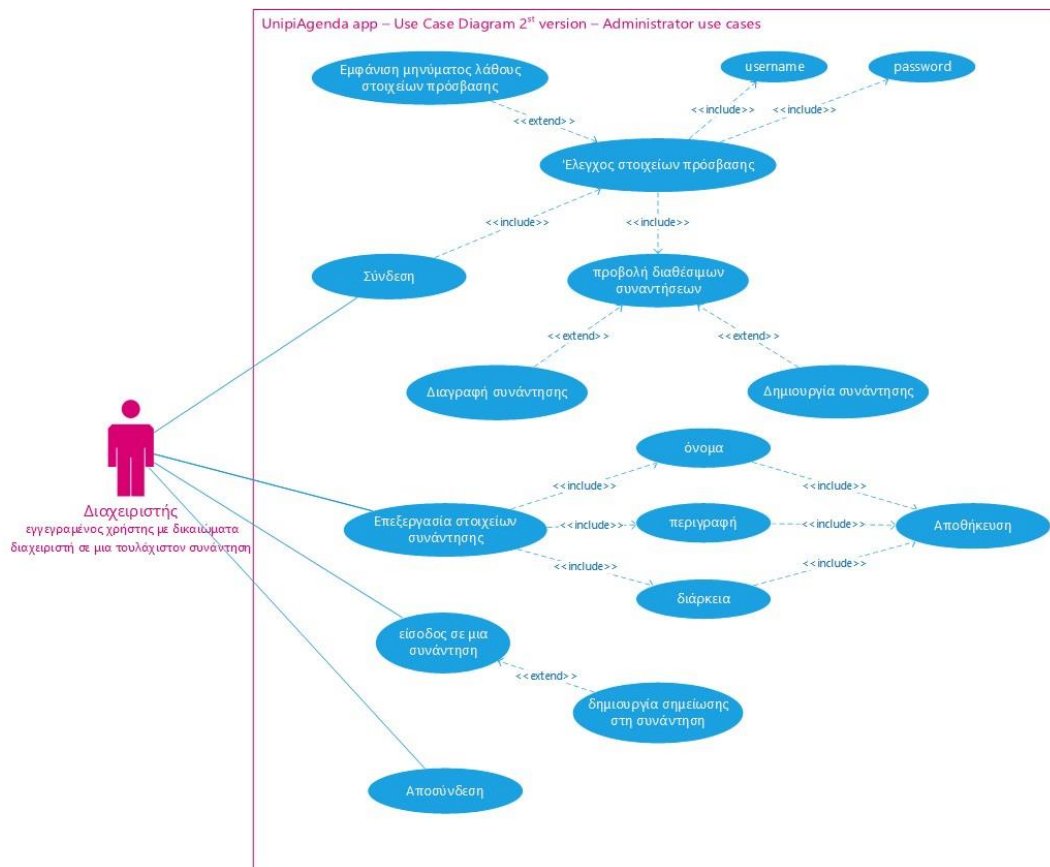 UnipiAgenda app – Use Case Diagram 2st version – Administrator use cases
Εμφάνιση μηνύματος λάθους
στοιχείων πρόσβασης
username
password
<<include>>
<<include>>
<<extend>>
Έλεγχος στοιχείων πρόσβασης
<<include>>
<<include>>
Σύνδεση
προβολή διαθέσιμων
συναντήσεων
<<extend>>
<<extend>>
Διαγραφή συνάντησης
Δημιουργία συνάντησης
όνομα
<<include>>
<<include>>
Διαχειριστής
εγγεγραμένος χρήστης με δικαιώματα
διαχειριστή σε μια τουλάχιστον συνάντηση
Επεξεργασία στοιχείων
συνάντησης
<<include>>
περιγραφή
<<include>>
Αποθήκευση
<<include>>
<<include>>
διάρκεια
είσοδος σε μια
συνάντηση
<<extend>>
δημιουργία σημείωσης
στη συνάντηση
Αποσύνδεση